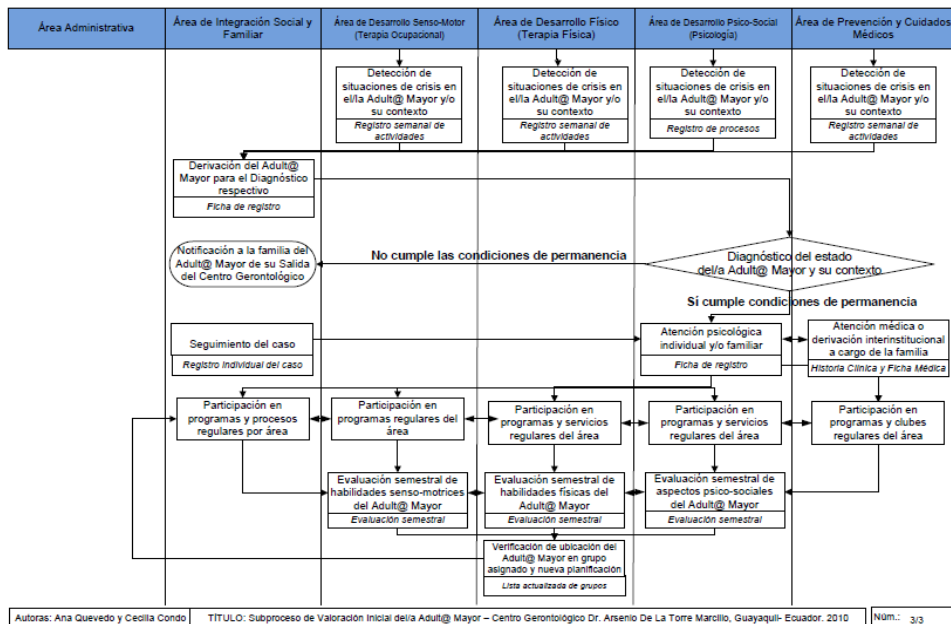 Área Administrativa
Área de Integración Social y
Familiar
Área de Desarrollo Senso-Motor
(Terapia Ocupacional)
Área de Desarrollo Físico
(Terapia Física)
Área de Desarrollo Psico-Social
(Psicología)
Área de Prevención y Cuidados
Médicos
Detección de
situaciones de crisis en
el/la Adult@ Mayor y/o
su contexto
Registro semanal de
actividades
Detección de
situaciones de crisis en
el/la Adult@ Mayor y/o
su contexto
Registro semanal de
actividades
Detección de
situaciones de crisis en
el/la Adult@ Mayor y/o
su contexto
Registro de procesos
Detección de
situaciones de crisis en
el/la Adult@ Mayor y/o
su contexto
Registro semanal de
actividades
Derivación del Adult@
Mayor para el Diagnóstico
respectivo
Ficha de registro
Notificación a la familia del
Adult@ Mayor de su Salida
del Centro Gerontológico
No cumple las condiciones de permanencia
Diagnóstico del estado
del/a Adult@ Mayor y su contexto
Si cumple condiciones de permanencia
Seguimiento del caso
Registro individual del caso
Atención psicológica
individual y/o familiar
Ficha de registro
Atención médica o
derivación interinstitucional
a cargo de la familia
Historia Clínica y Ficha Médica
Participación en
programas y procesos
regulares por área
Participación en
programas regulares del
área
Participación en
programas y servicios
regulares del área
Participación en
programas y servicios
regulares del área
Participación en
programas y clubes
regulares del área
Evaluación semestral de
habilidades senso-motrices
del Adult@ Mayor
Evaluación semestral
Evaluación semestral
de habilidades físicas del
Adult@ Mayor
Evaluación semestral
Evaluación semestral de
aspectos psico-sociales
del Adult@ Mayor
Evaluación semestral
Verificación de ubicación del
Adult@ Mayor en grupo
asignado y nueva planificación
Lista actualizada de grupos
Autoras: Ana Quevedo y Cecilia Condo
TÍTULO: Subproceso de Valoración Inicial del/a Adult@ Mayor – Centro Gerontológico Dr. Arsenio De La Torre Marcillo, Guayaquil- Ecuador. 2010
Núm.: 3/3